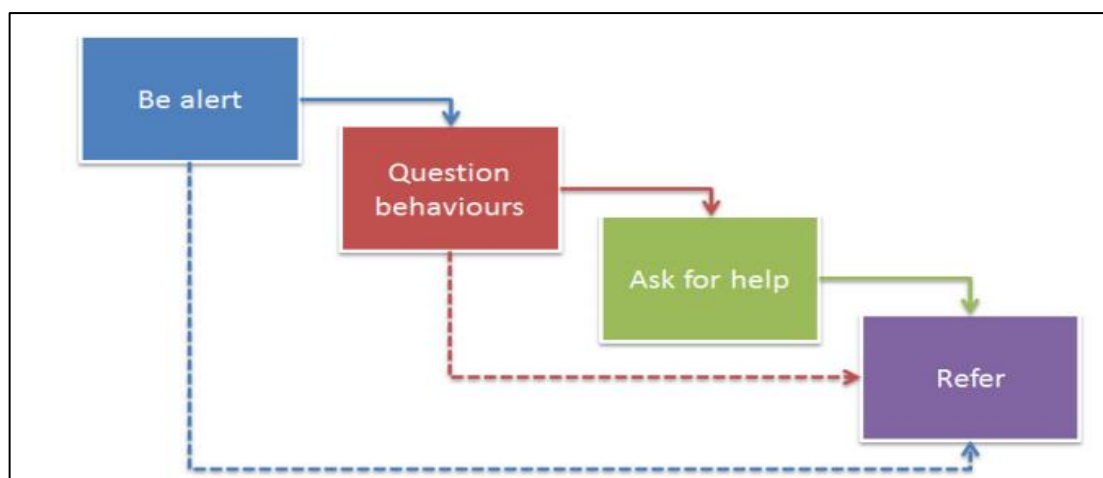 Be alert
Question
behaviours
Ask for help
Refer